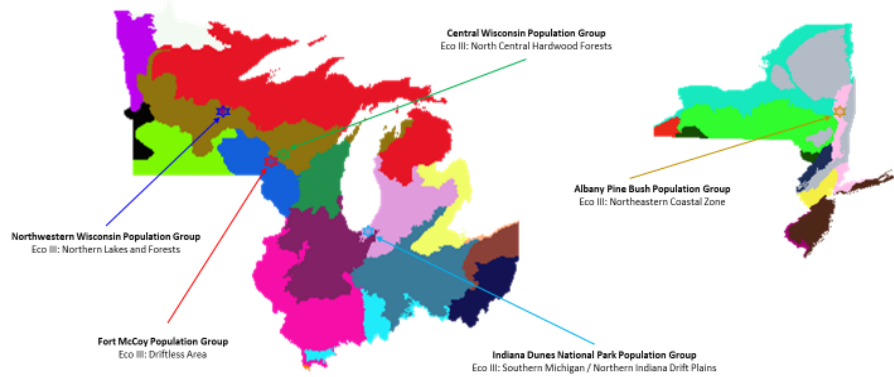 Central Wisconsin Population Group
Eco III: North Central Hardwood Forests
Albany Pine Bush Population Group
Eco III: Northeastern Coastal Zone
Northwestern Wisconsin Population Group
Eco III: Northern Lakes and Forests
Fort McCoy Population Group
Eco III: Driftless Area
Indiana Dunes National Park Population Group
Eco III: Southern Michigan / Northern Indiana Drift Plains